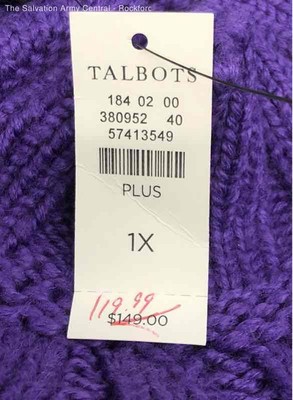 The Salvation Army Central - Rockford
TALBOTS
184 02 00
380952 40
57413549
PLUS
1X
119.99
$149.00